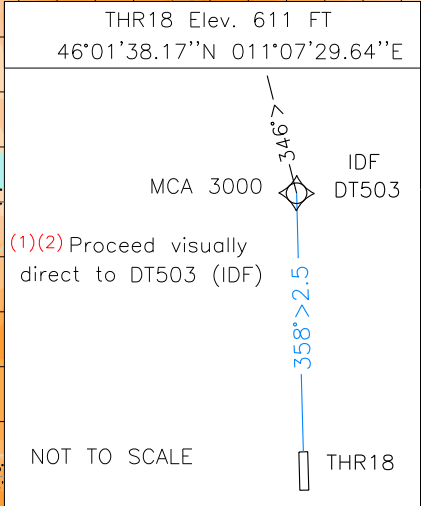 THR18 Elev. 611 FT
46°01'38.17''N 011°07'29.64''E
346°>
IDF
MCA 3000
DT503
(1)(2) Proceed visually
direct to DT503 (IDF)
358°>2.5
NOT TO SCALE
THR18